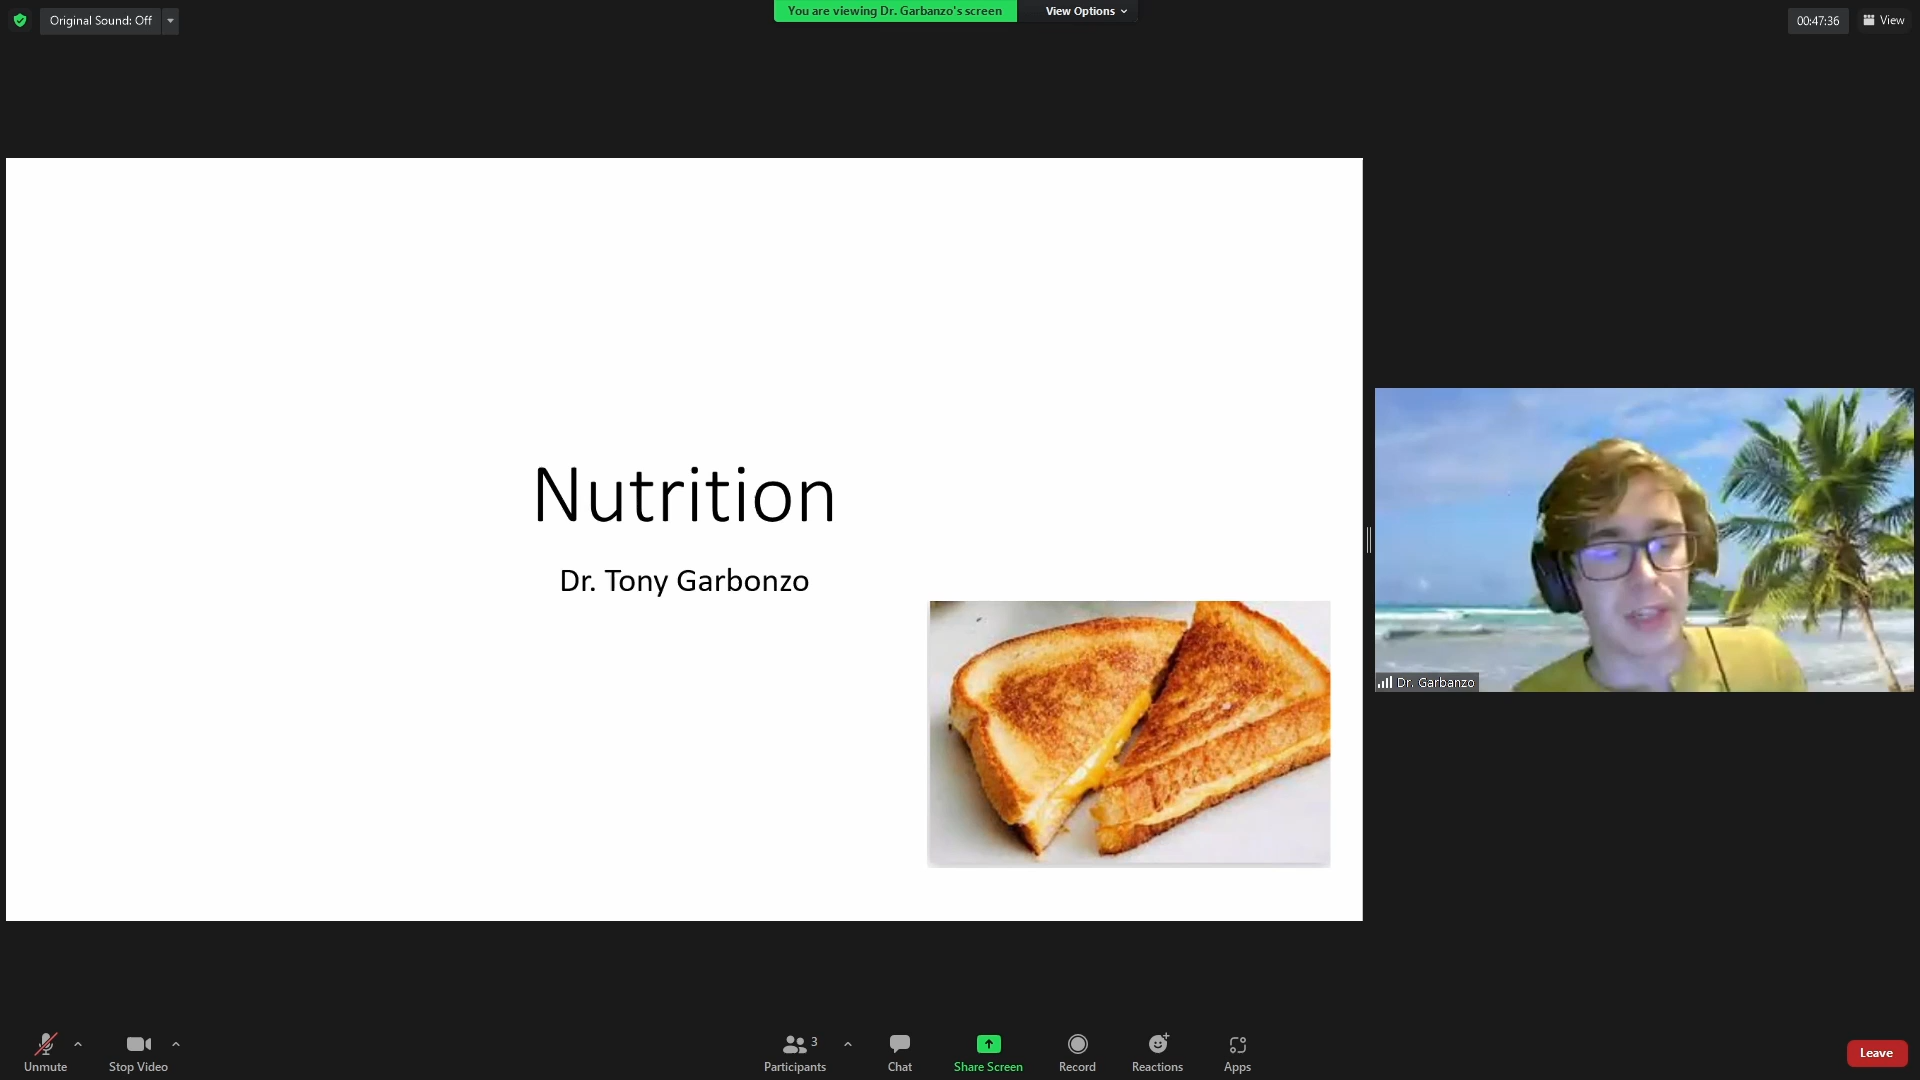 Original Sound: Off
You are viewing Dr. Garbanzo's screen
View Options
00:47:36
View
Nutrition
Dr. Tony Garbonzo
Dr. Garbanzo
Unmute
Stop Video
3
Participants
Chat
Share Screen
Record
Reactions
Apps
Leave